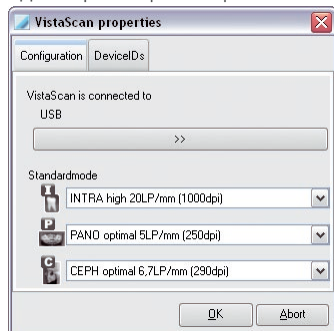 VistaScan properties
Configuration DeviceIDs
VistaScan is connected to
USB
>>
Standardmode
I INTRA high 20LP/mm (1000dpi)
P PANO optimal 5LP/mm (250dpi)
C CEPH optimal 6,7LP/mm (290dpi)
OK Abort